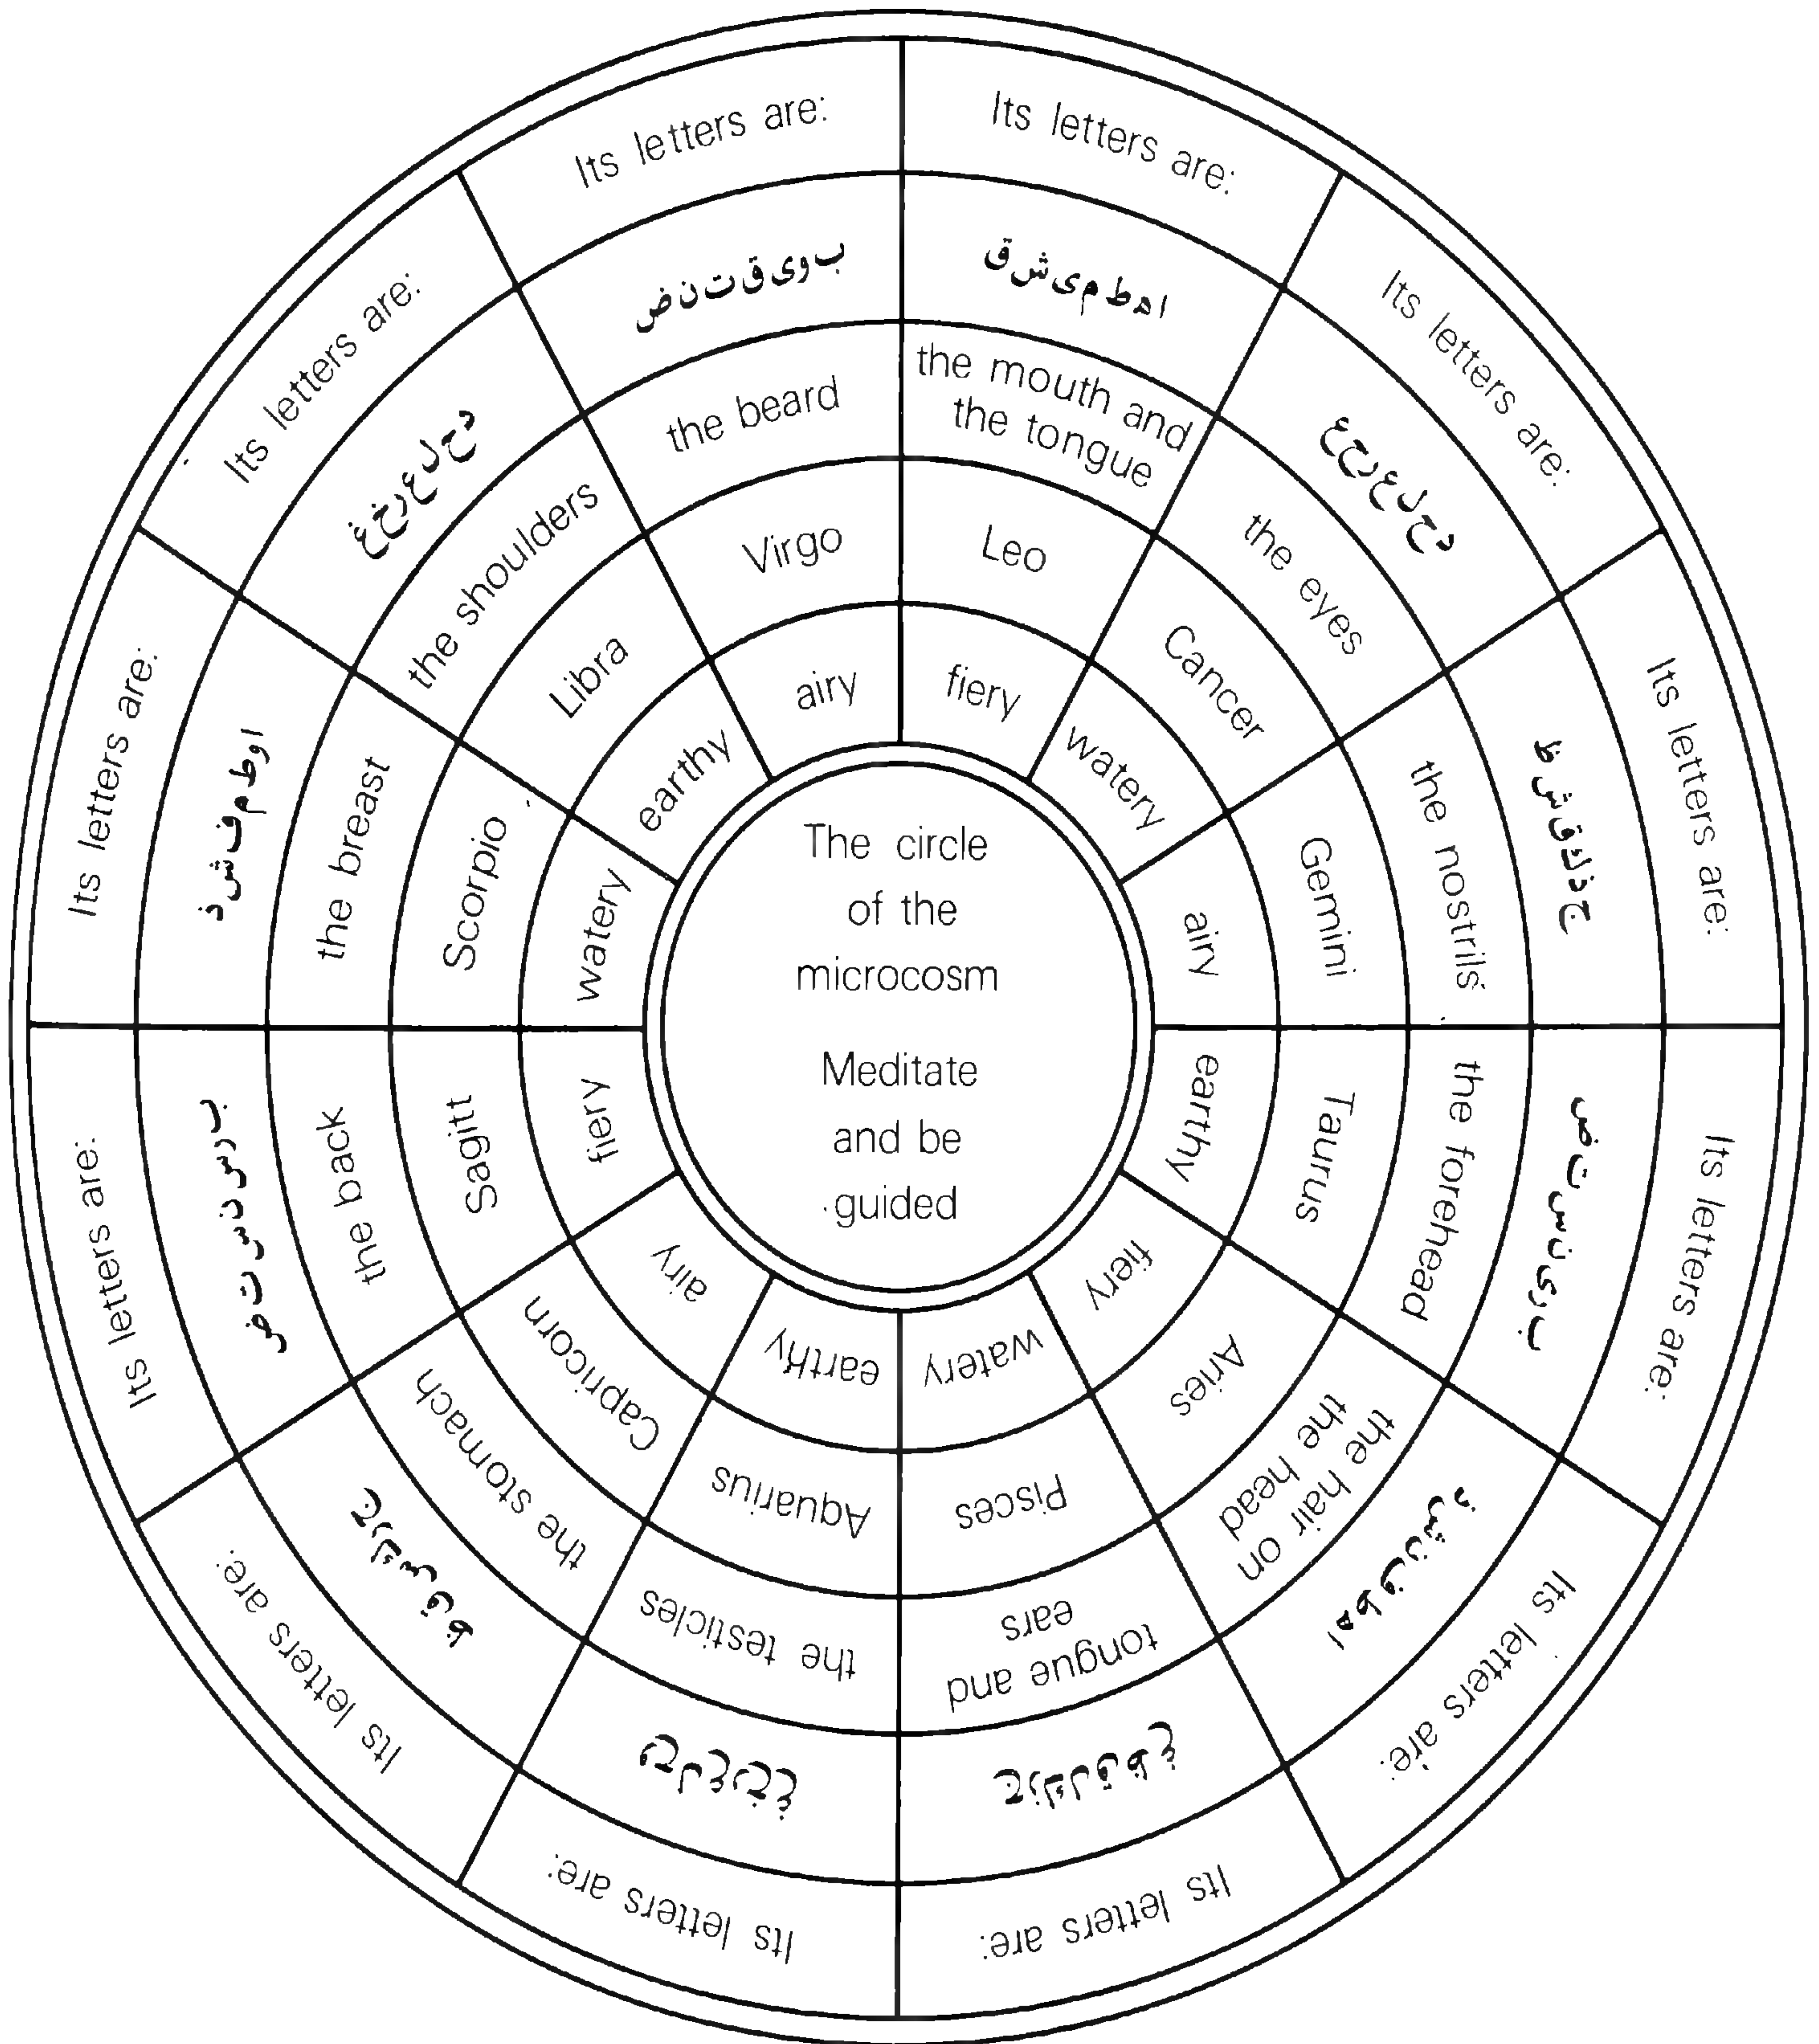 The circle
of the
microcosm
Meditate
and be
guided
fiery
Leo
the mouth and
the tongue
ا ه ط م ی ش ق
Its letters are:
watery
Cancer
the eyes
د ح ل ع ر خ غ
Its letters are:
airy
Gemini
the nostrils
Its letters are:
earthy
Taurus
the forehead
ب ر ی ن س ت ض
Its letters are:
fiery
Aries
the hair on
the head
ا ه ط ف ن ش ذ
Its letters are:
watery
Pisces
tongue and
ears
Its letters are:
earthy
Aquarius
the testicles
Its letters are:
airy
Capricorn
the stomach
Its letters are:
fiery
Sagitt
the back
Its letters are:
watery
Scorpio
the breast
ا و ط م ف ش ذ
Its letters are:
earthy
Libra
the shoulders
د ح ل ع ر خ غ
Its letters are:
airy
Virgo
the beard
ب و ی ق ت ن ض
Its letters are: